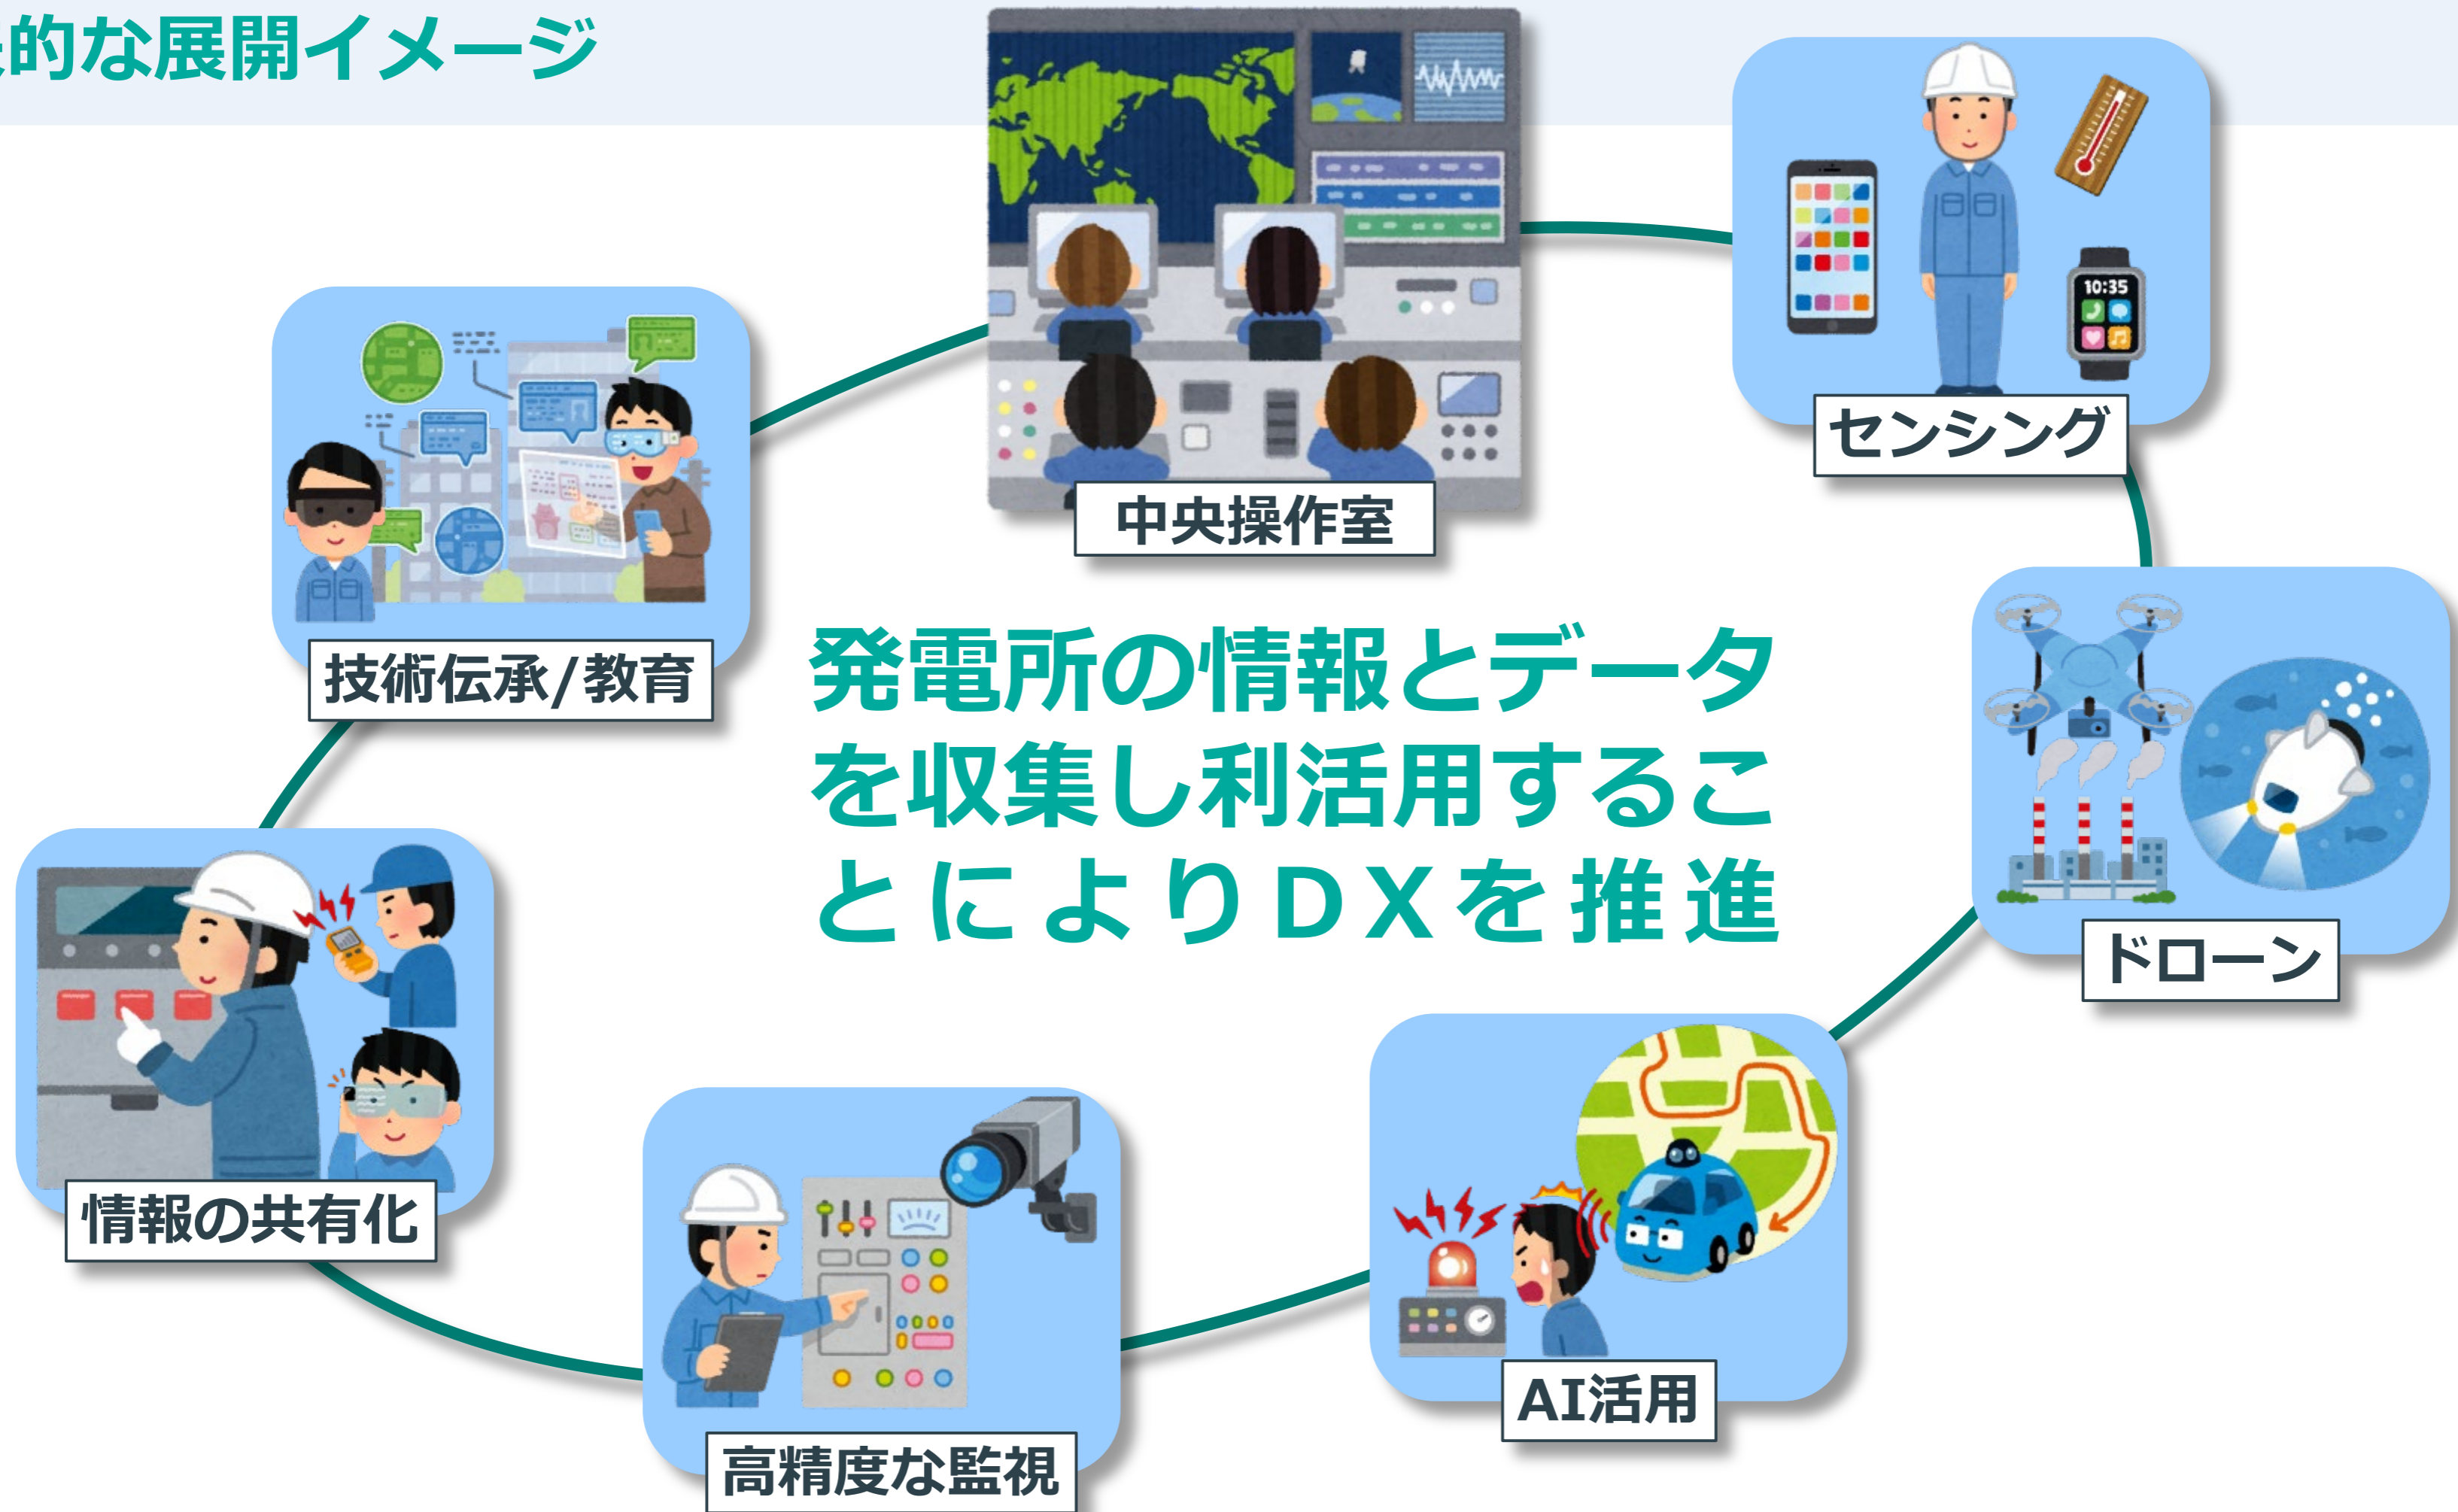 的な展開イメージ
中央操作室
センシング
10:35
技術伝承/教育
発電所の情報とデータ
を収集し利活用するこ
とによりDXを推進
ドローン
情報の共有化
AI活用
高精度な監視